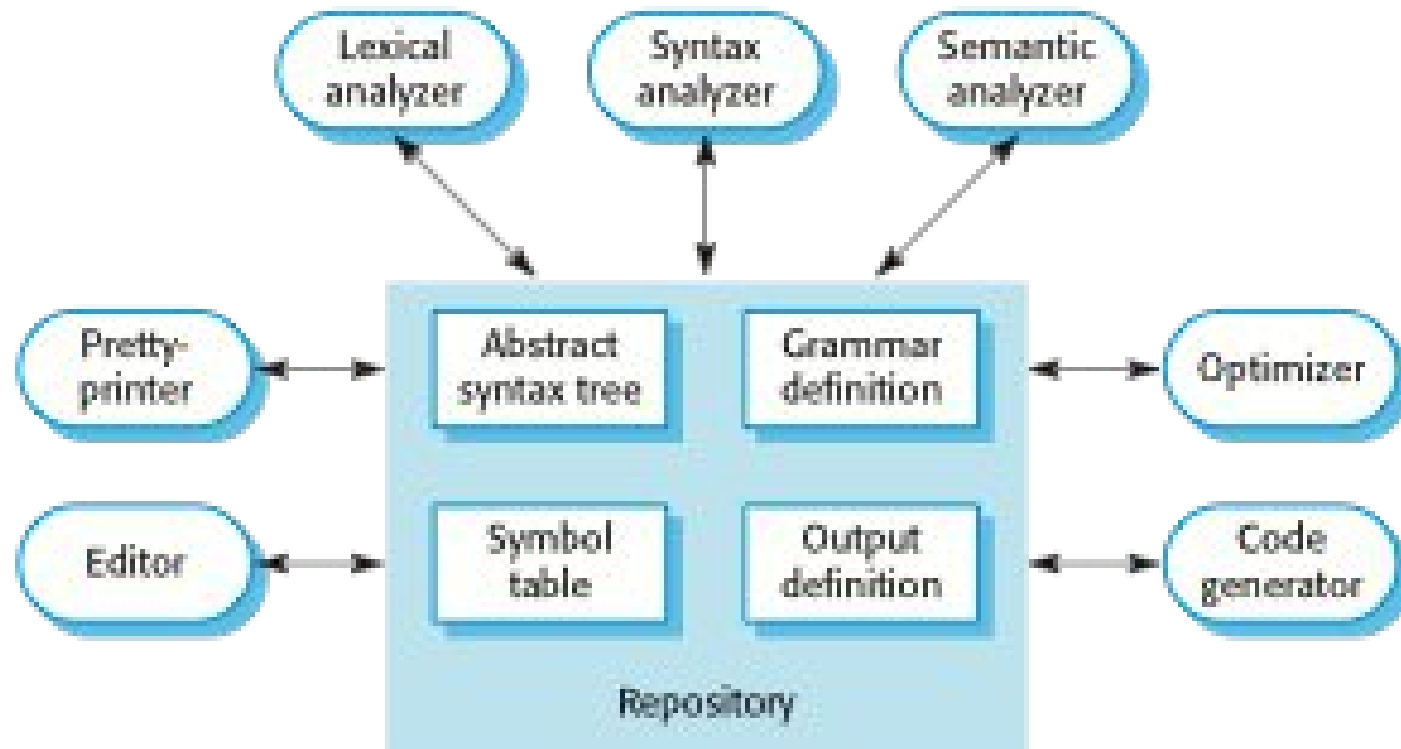 Lexical
analyzer
Syntax
analyzer
Semantic
analyzer
Pretty-
printer
Abstract
syntax tree
Grammar
definition
Optimizer
Editor
Symbol
table
Output
definition
Code
generator
Repository